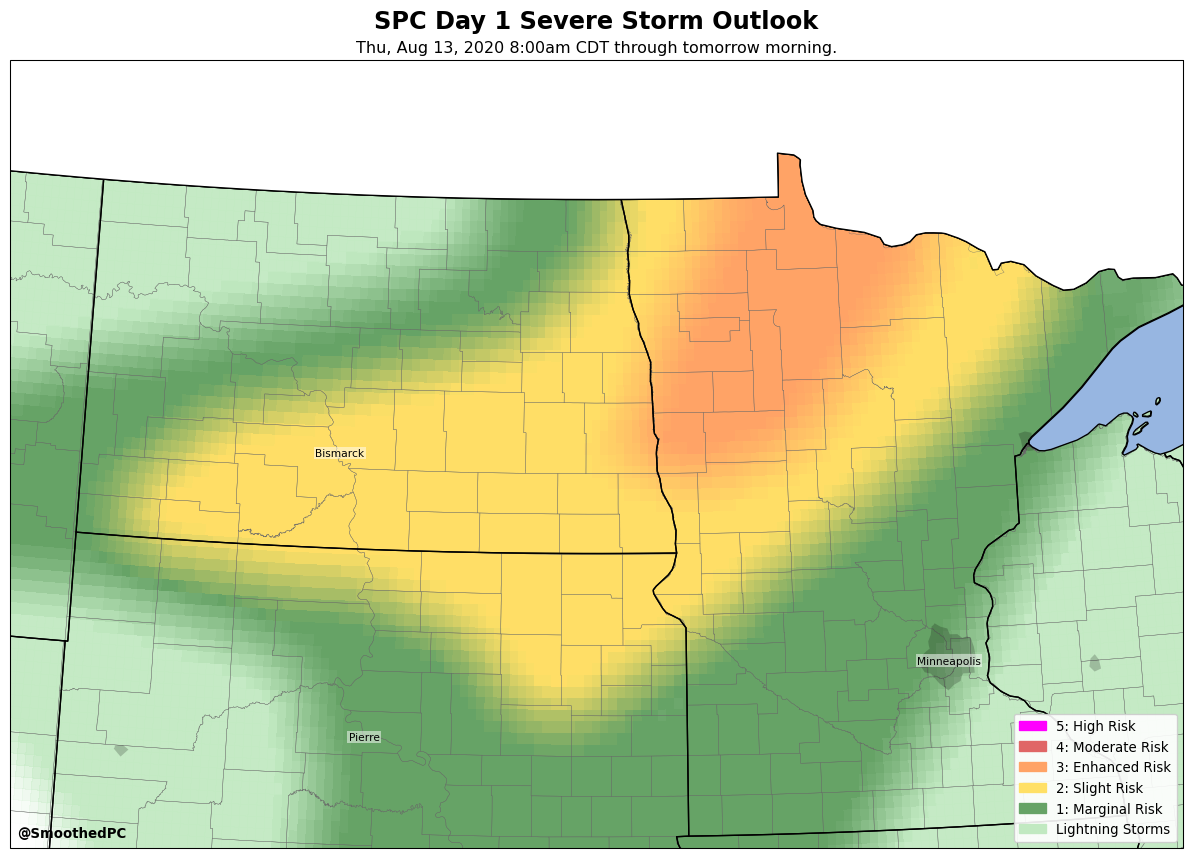 SPC Day 1 Severe Storm Outlook
Thu, Aug 13, 2020 8:00am CDT through tomorrow morning.
Bismarck
Minneapolis
Pierre
5: High Risk
4: Moderate Risk
3: Enhanced Risk
2: Slight Risk
1: Marginal Risk
Lightning Storms
@SmoothedPC